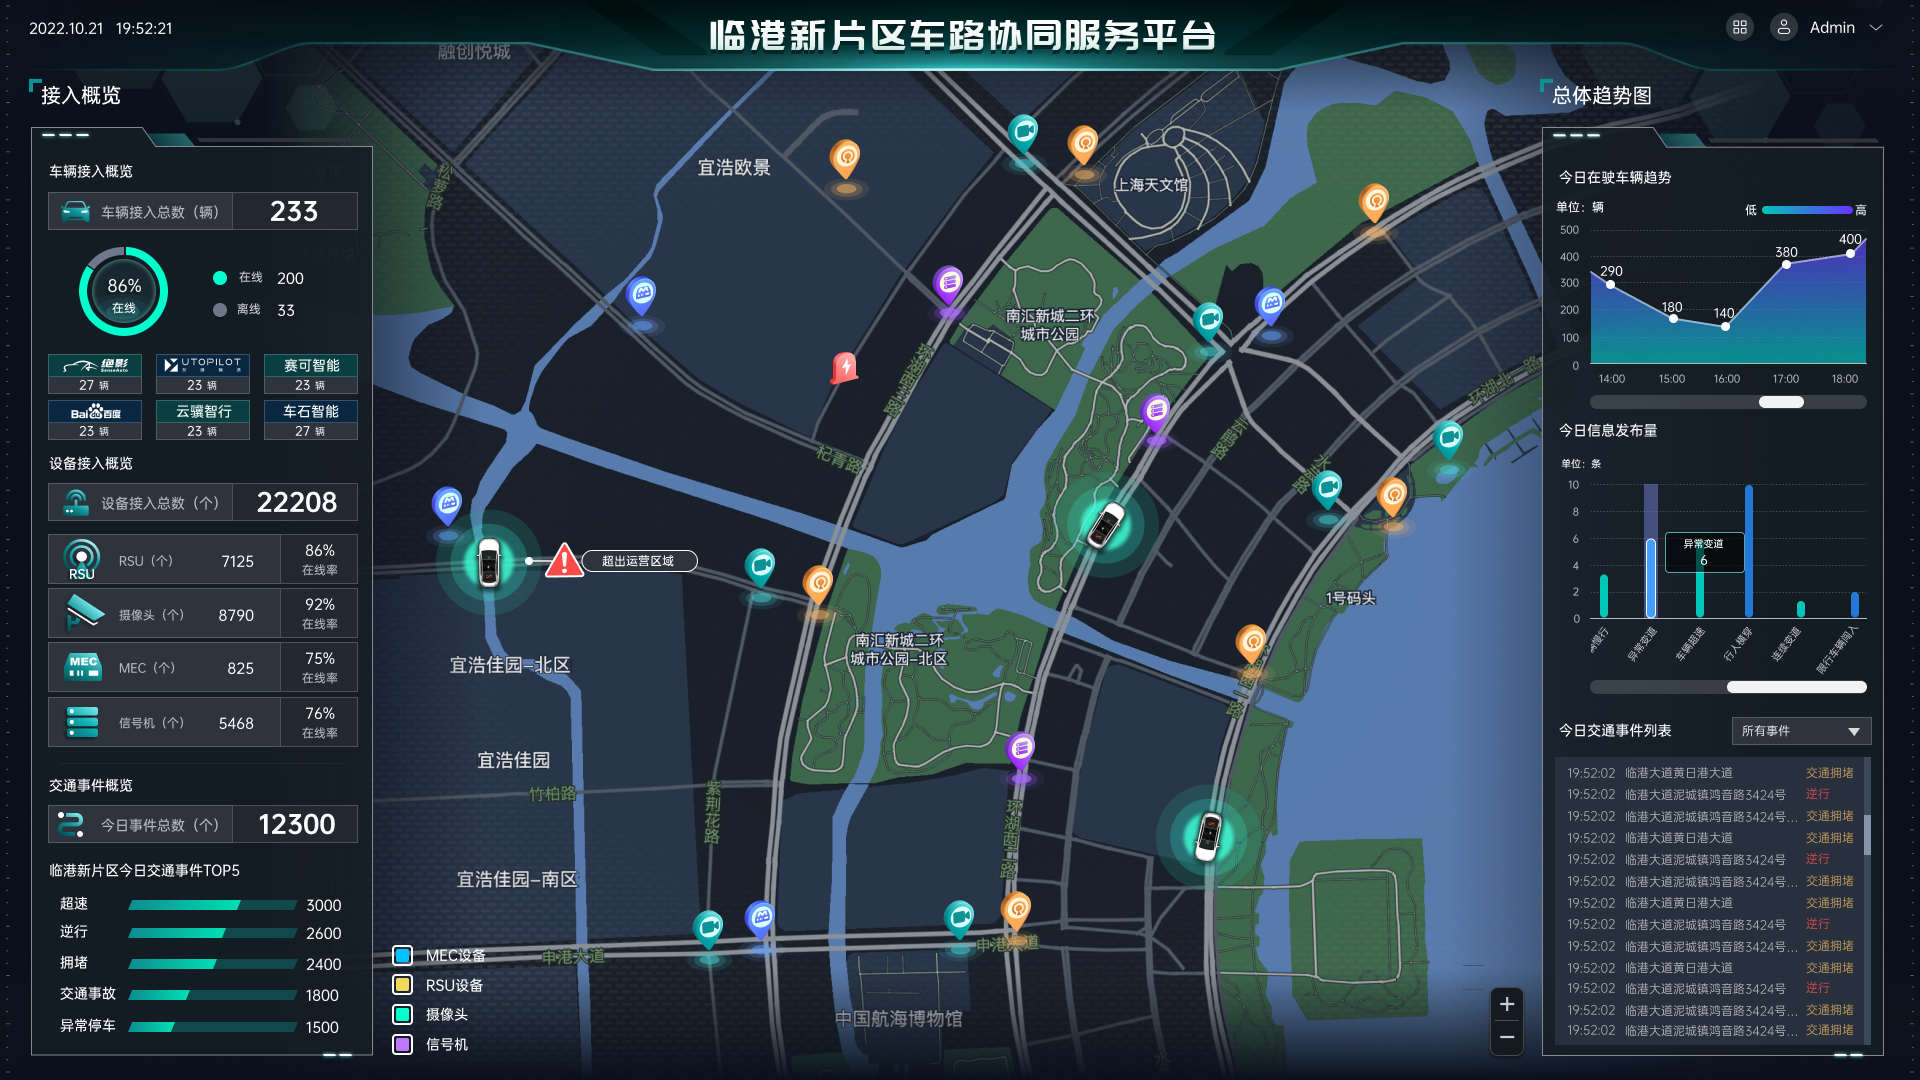 2022.10.21 19:52:21
临港新片区车路协同服务平台
Admin
接入概览
车辆接入概览
车辆接入总数（辆） 233
86%
在线
在线 200
离线 33
绝影 SenseAuto
27 辆
UTOPILOT
23 辆
赛可智能
23 辆
Bai du 百度
23 辆
云骥智行
23 辆
车石智能
27 辆
设备接入概览
设备接入总数（个） 22208
RSU
RSU（个） 7125 86% 在线率
摄像头（个） 8790 92% 在线率
MEC
MEC（个） 825 75% 在线率
信号机（个） 5468 76% 在线率
交通事件概览
今日事件总数（个） 12300
临港新片区今日交通事件TOP5
超速 3000
逆行 2600
拥堵 2400
交通事故 1800
异常停车 1500
融创悦城
宜浩欧景
上海天文馆
南汇新城二环
城市公园
杞青路
超出运营区域
1号码头
南汇新城二环
城市公园-北区
宜浩佳园-北区
宜浩佳园
竹柏路
紫荆花路
环湖西二路
宜浩佳园-南区
申港大道
申港大道
中国航海博物馆
环湖北二路
MEC设备
RSU设备
摄像头
信号机
+
−
总体趋势图
今日在驶车辆趋势
单位：辆
低 高
500
400
300
200
100
0
290
180
140
380
400
14:00 15:00 16:00 17:00 18:00
今日信息发布量
单位：条
10
8
6
4
2
0
异常变道
6
慢行
异常变道
车辆超速
行人横穿
连续变道
限行车辆闯入
今日交通事件列表
所有事件
19:52:02 临港大道黄日港大道 交通拥堵
19:52:02 临港大道泥城镇鸿音路3424号 逆行
19:52:02 临港大道泥城镇鸿音路3424号... 交通拥堵
19:52:02 临港大道黄日港大道 交通拥堵
19:52:02 临港大道泥城镇鸿音路3424号 逆行
19:52:02 临港大道泥城镇鸿音路3424号... 交通拥堵
19:52:02 临港大道黄日港大道 交通拥堵
19:52:02 临港大道泥城镇鸿音路3424号 逆行
19:52:02 临港大道泥城镇鸿音路3424号... 交通拥堵
19:52:02 临港大道黄日港大道 交通拥堵
19:52:02 临港大道泥城镇鸿音路3424号 逆行
19:52:02 临港大道泥城镇鸿音路3424号... 交通拥堵
19:52:02 临港大道泥城镇鸿音路3424号... 交通拥堵